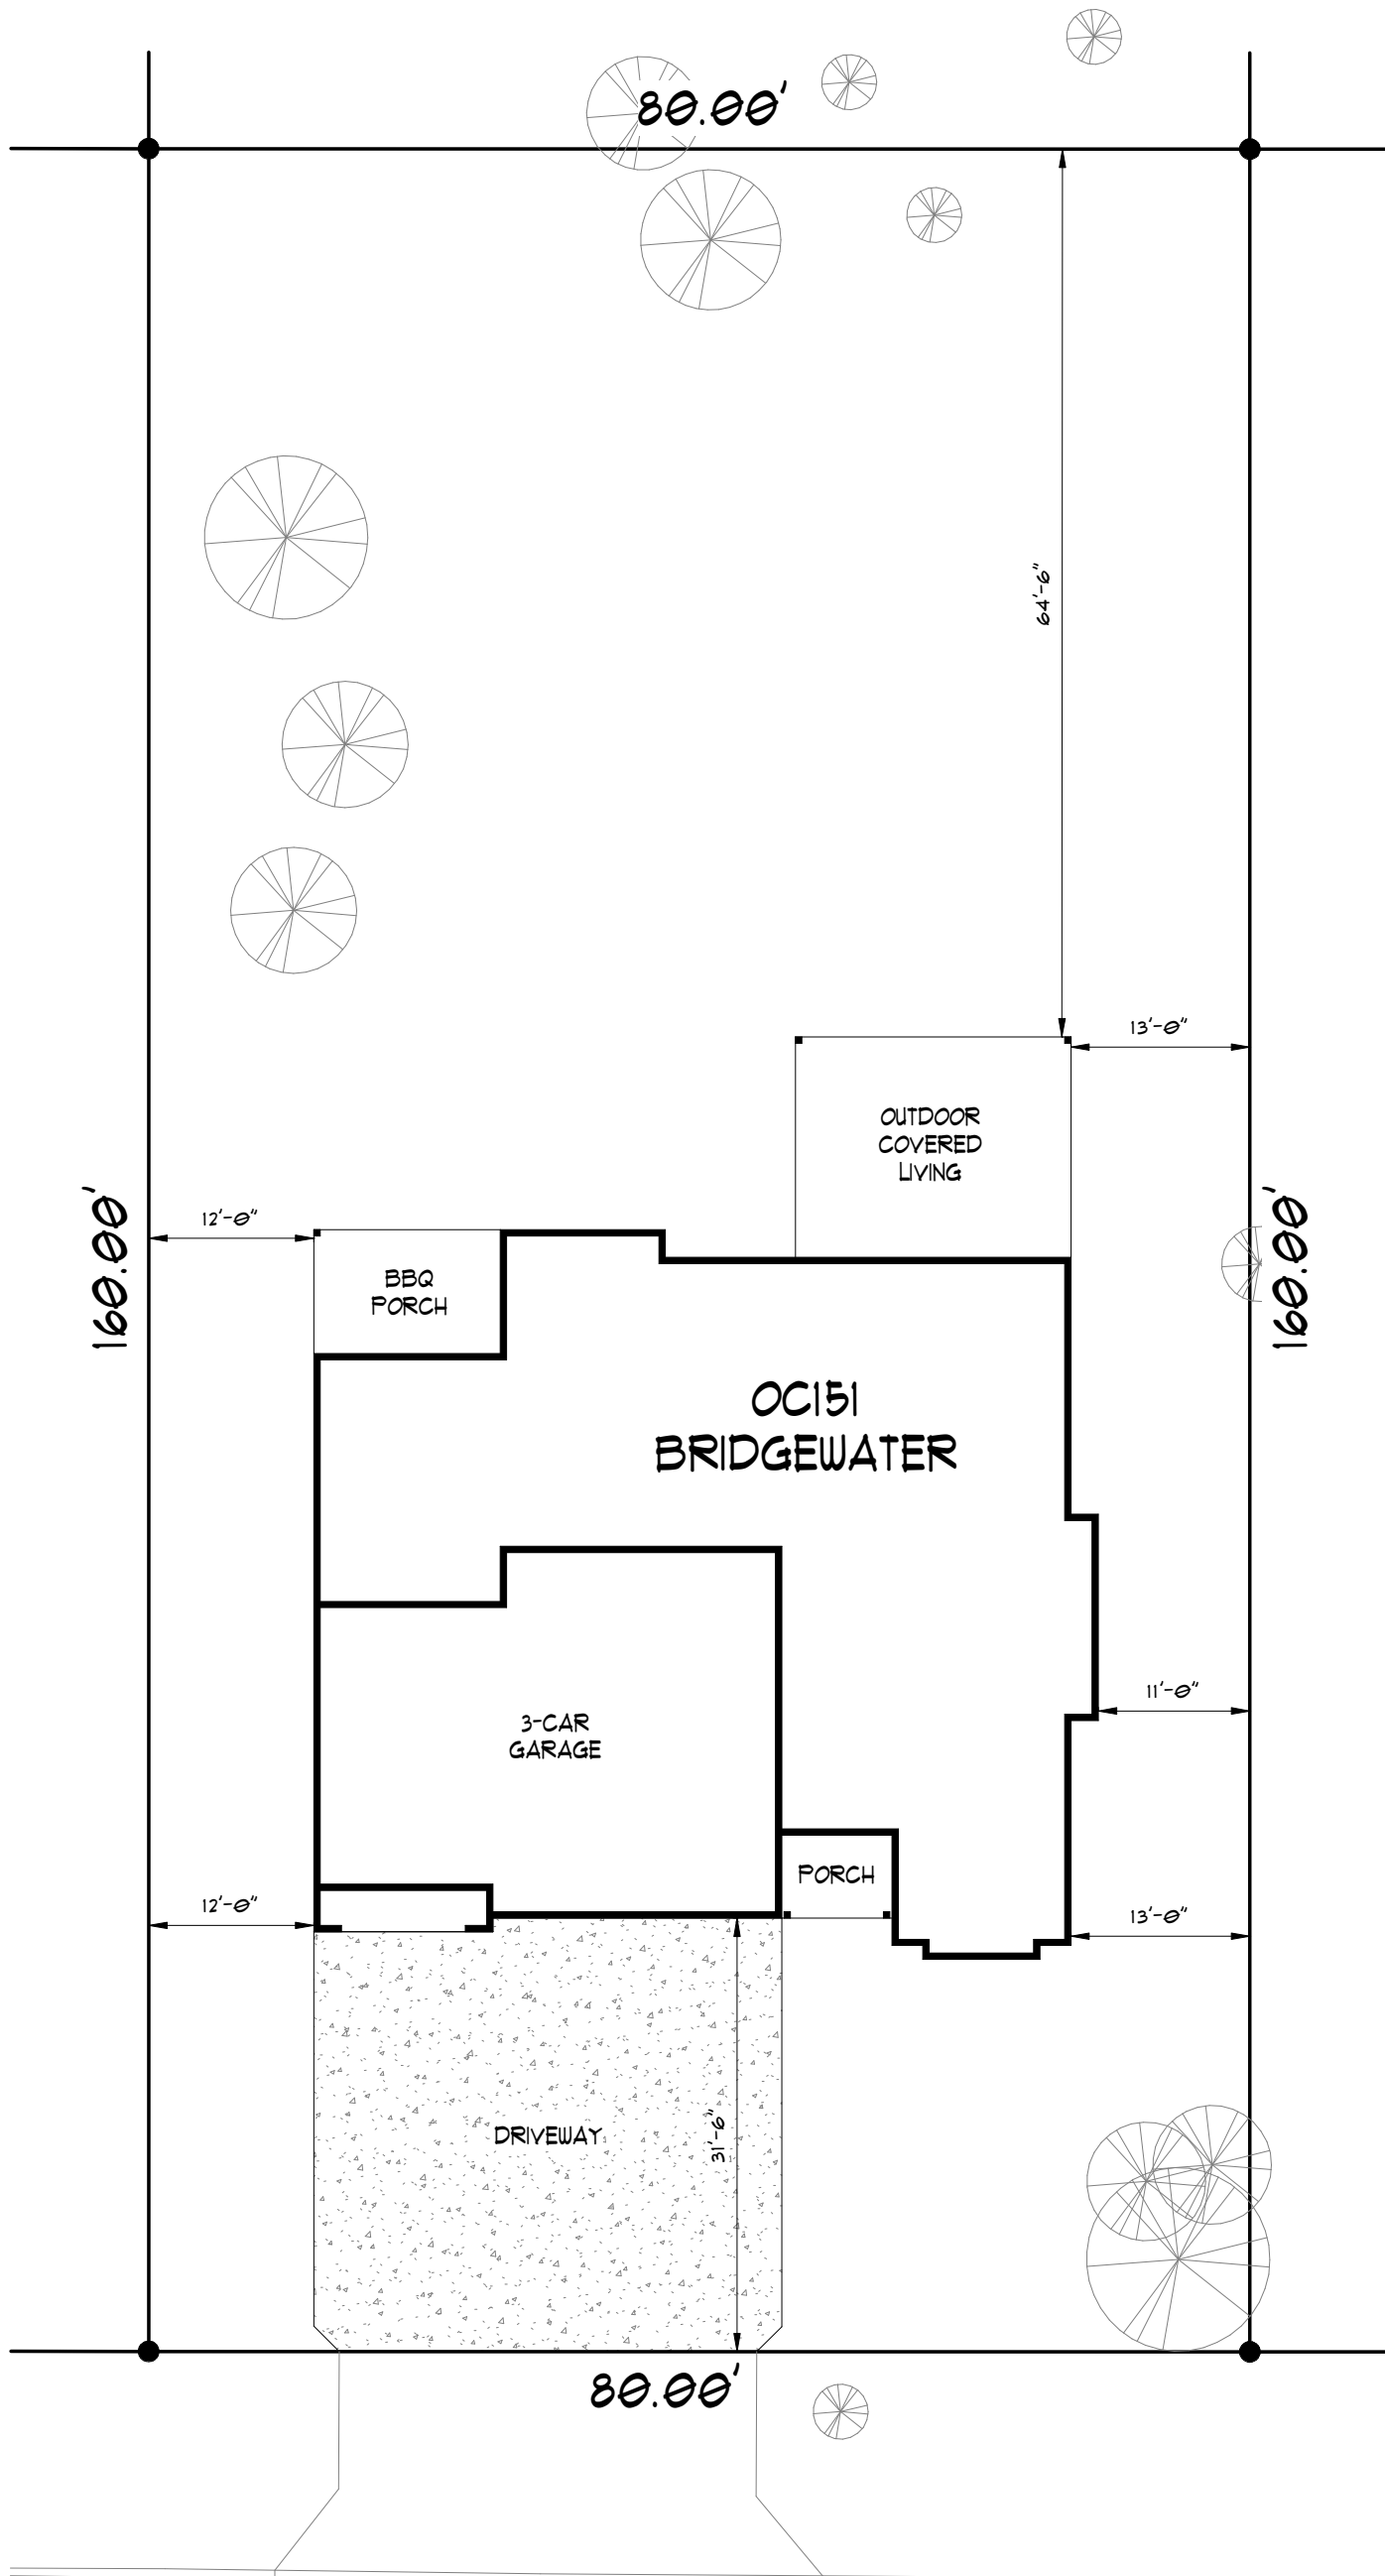 80.00'
64'-6"
13'-0"
OUTDOOR
COVERED
LIVING
160.00'
12'-0"
160.00'
BBQ
PORCH
OC151
BRIDGEWATER
11'-0"
3-CAR
GARAGE
PORCH
12'-0"
13'-0"
DRIVEWAY
31'-6"
80.00'